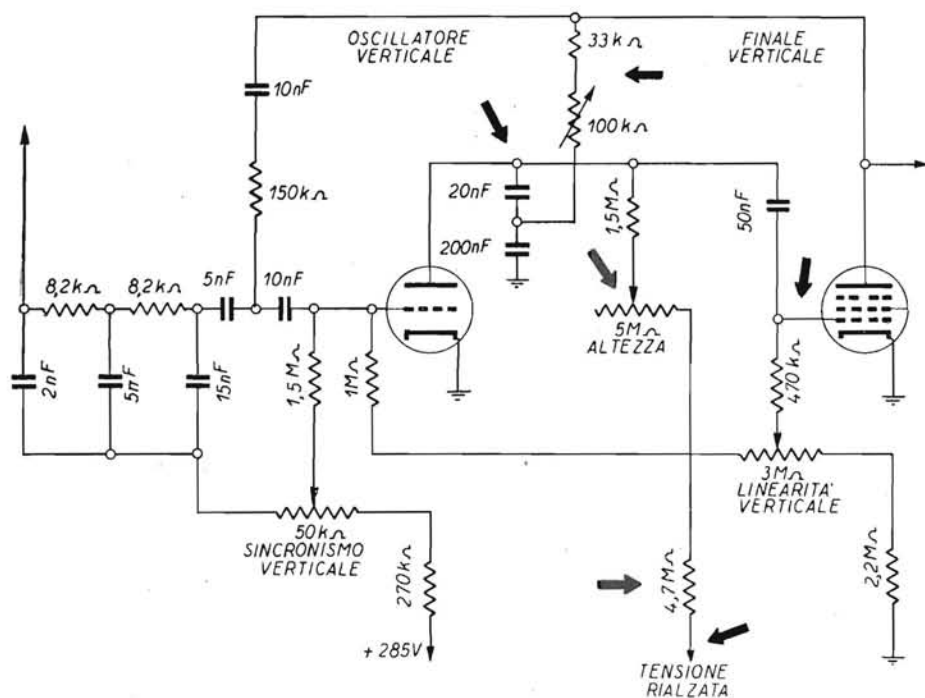 OSCILLATORE
VERTICALE
33 kΩ
FINALE
VERTICALE
10nF
100kΩ
150kΩ
20nF
1,5MΩ
50nF
200nF
8,2kΩ
8,2kΩ
5nF
10nF
5MΩ
ALTEZZA
2nF
5nF
15nF
1,5MΩ
1MΩ
470kΩ
3MΩ
LINEARITA'
VERTICALE
50kΩ
SINCRONISMO
VERTICALE
270kΩ
4,7MΩ
2,2MΩ
+ 285V
TENSIONE
RIALZATA